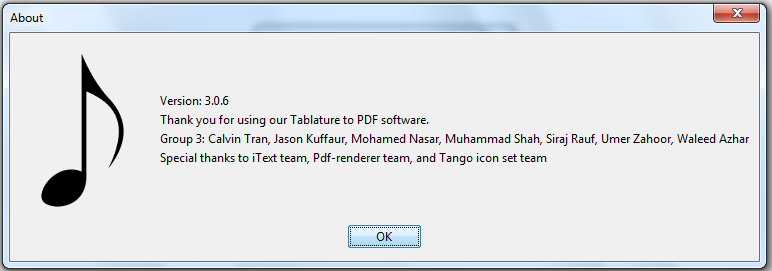 About
Version: 3.0.6
Thank you for using our Tablature to PDF software.
Group 3: Calvin Tran, Jason Kuffaur, Mohamed Nasar, Muhammad Shah, Siraj Rauf, Umer Zahoor, Waleed Azhar
Special thanks to iText team, Pdf-renderer team, and Tango icon set team
OK